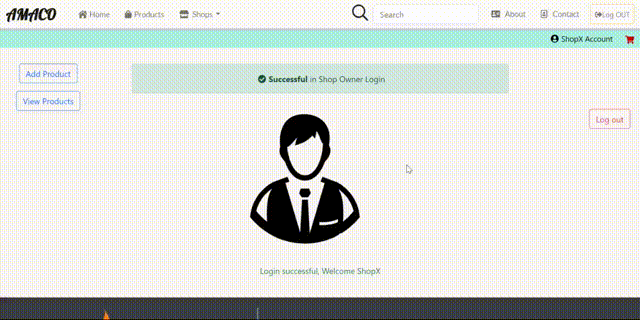 AMACO Home Products Shops Search About Contact Log OUT
ShopX Account
Add Product
Successful in Shop Owner Login
View Products
Log out
Login successful, Welcome ShopX